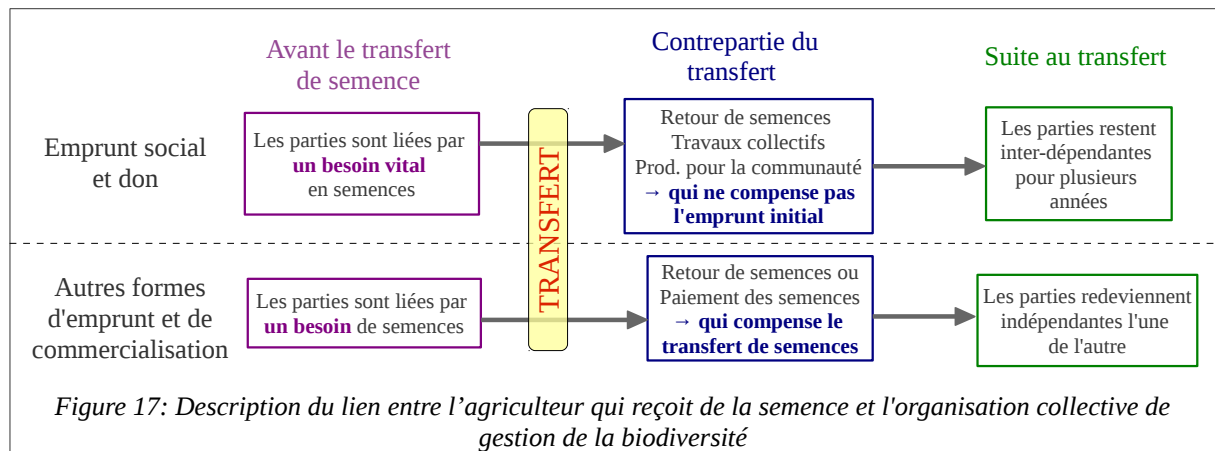 Avant le transfert
de semence
Contrepartie du
transfert
Suite au transfert
Emprunt social
et don
Les parties sont liées par
un besoin vital
en semences
TRANSFERT
Retour de semences
Travaux collectifs
Prod. pour la communauté
→ qui ne compense pas
l'emprunt initial
Les parties restent
inter-dépendantes
pour plusieurs
années
Autres formes
d'emprunt et de
commercialisation
Les parties sont liées par
un besoin de semences
Retour de semences ou
Paiement des semences
→ qui compense le
transfert de semences
Les parties redeviennent
indépendantes l'une
de l'autre
Figure 17: Description du lien entre l’agriculteur qui reçoit de la semence et l'organisation collective de
gestion de la biodiversité